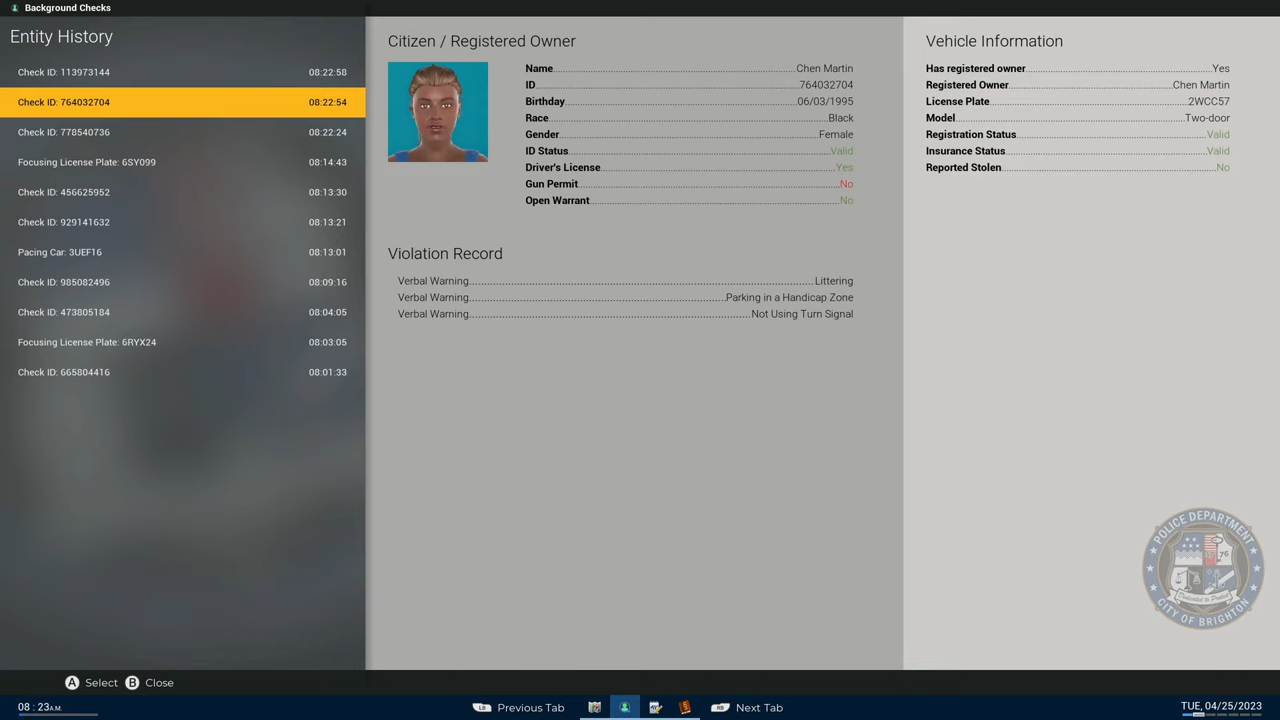 Background Checks
Entity History
Check ID: 113973144 08:22:58
Check ID: 764032704 08:22:54
Check ID: 778540736 08:22:24
Focusing License Plate: 6SY099 08:14:43
Check ID: 456625952 08:13:30
Check ID: 929141632 08:13:21
Pacing Car: 3UEF16 08:13:01
Check ID: 985082496 08:09:16
Check ID: 473805184 08:04:05
Focusing License Plate: 6RYX24 08:03:05
Check ID: 665804416 08:01:33
Citizen / Registered Owner
Name Chen Martin
ID 764032704
Birthday 06/03/1995
Race Black
Gender Female
ID Status Valid
Driver's License Yes
Gun Permit No
Open Warrant No
Violation Record
Verbal Warning Littering
Verbal Warning Parking in a Handicap Zone
Verbal Warning Not Using Turn Signal
Vehicle Information
Has registered owner Yes
Registered Owner Chen Martin
License Plate 2WCC57
Model Two-door
Registration Status Valid
Insurance Status Valid
Reported Stolen No
POLICE DEPARTMENT
17 76
Dedicated to Protect
CITY OF BRIGHTON
A Select B Close
08 : 23 A.M.
LB Previous Tab
RB Next Tab
TUE, 04/25/2023